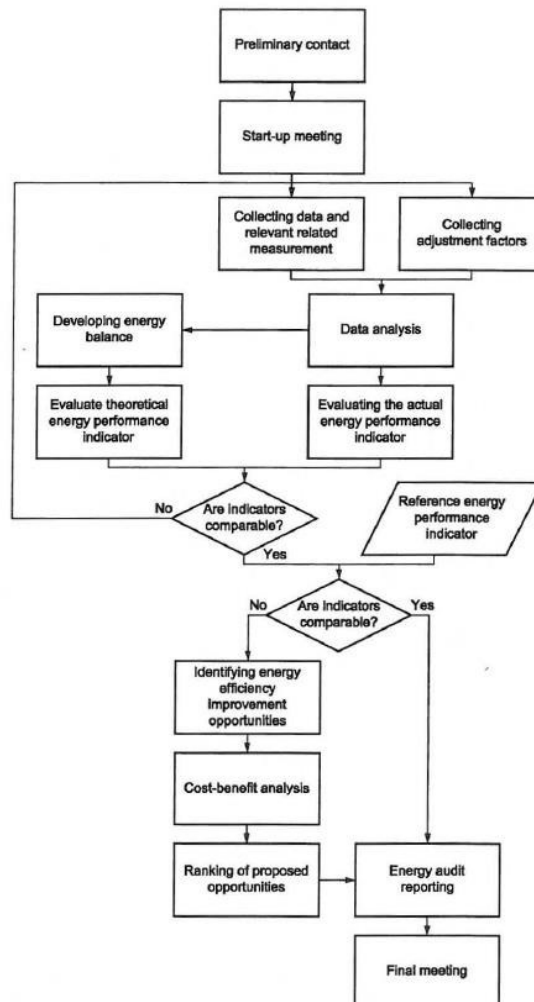 Preliminary contact
Start-up meeting
Collecting data and
relevant related
measurement
Collecting
adjustment factors
Developing energy
balance
Data analysis
Evaluate theoretical
energy performance
indicator
Evaluating the actual
energy performance
indicator
No
Are indicators
comparable?
Reference energy
performance
indicator
Yes
No
Are indicators
comparable?
Yes
Identifying energy
efficiency
Improvement
opportunities
Cost-benefit analysis
Ranking of proposed
opportunities
Energy audit
reporting
Final meeting